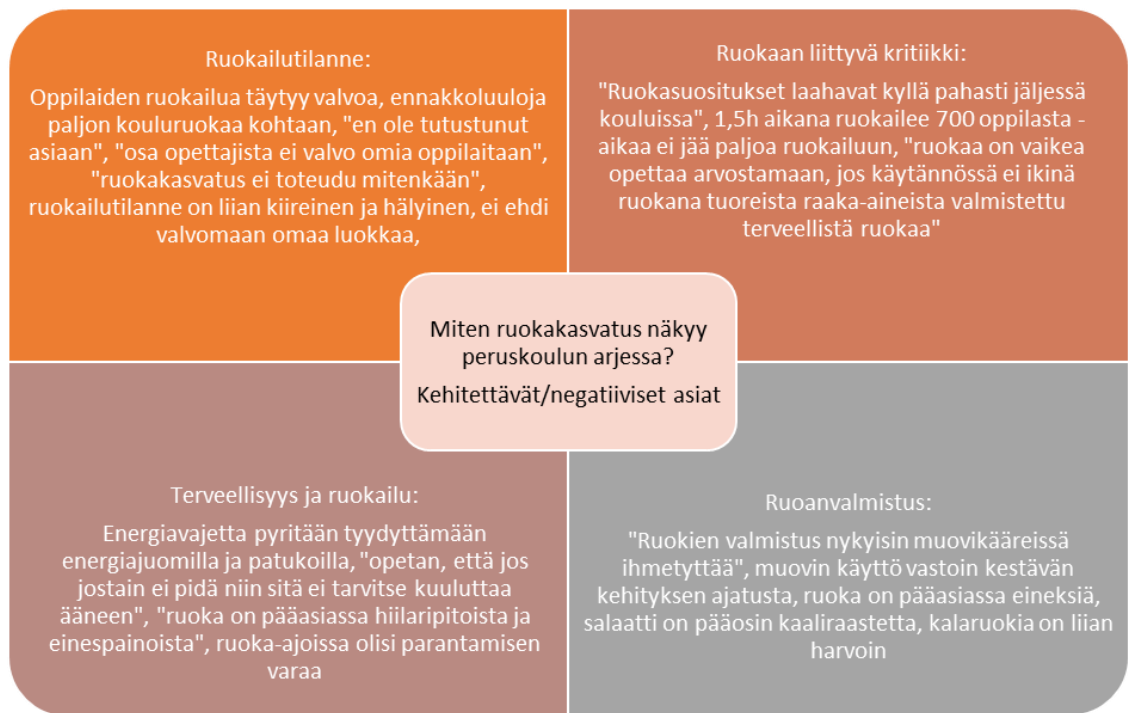 Ruokailutilanne:
Oppilaiden ruokailua täytyy valvoa, ennakkoluuloja
paljon kouluruokaa kohtaan, "en ole tutustunut
asiaan", "osa opettajista ei valvo omia oppilaitaan",
"ruokakasvatus ei toteudu mitenkään",
ruokailutilanne on liian kiireinen ja hälyinen, ei ehdi
valvomaan omaa luokkaa,
Ruokaan liittyvä kritiikki:
"Ruokasuositukset laahavat kyllä pahasti jäljessä
kouluissa", 1,5h aikana ruokailee 700 oppilasta -
aikaa ei jää paljoa ruokailuun, "ruokaa on vaikea
opettaa arvostamaan, jos käytännössä ei ikinä
ruokana tuoreista raaka-aineista valmistettu
terveellistä ruokaa"
Miten ruokakasvatus näkyy
peruskoulun arjessa?
Kehitettävät/negatiiviset asiat
Terveellisyys ja ruokailu:
Energiavajetta pyritään tyydyttämään
energiajuomilla ja patukoilla, "opetan, että jos
jostain ei pidä niin sitä ei tarvitse kuuluttaa
ääneen", "ruoka on pääasiassa hiilaripitoista ja
einespainoista", ruoka-ajoissa olisi parantamisen
varaa
Ruoanvalmistus:
"Ruokien valmistus nykyisin muovikääreissä
ihmetyttää", muovin käyttö vastoin kestävän
kehityksen ajatusta, ruoka on pääasiassa eineksiä,
salaatti on pääosin kaaliraastetta, kalaruokia on liian
harvoin